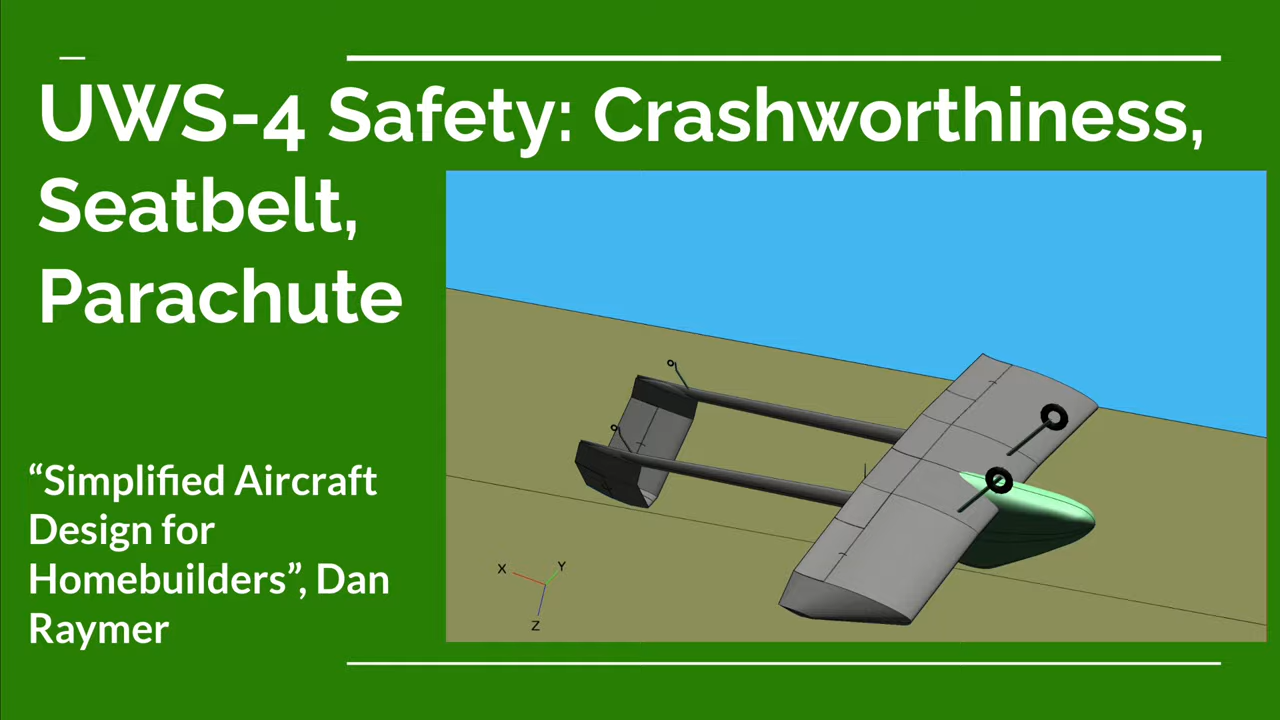 UWS-4 Safety: Crashworthiness,
Seatbelt,
Parachute
“Simplified Aircraft
Design for
Homebuilders”, Dan
Raymer
X
Y
Z